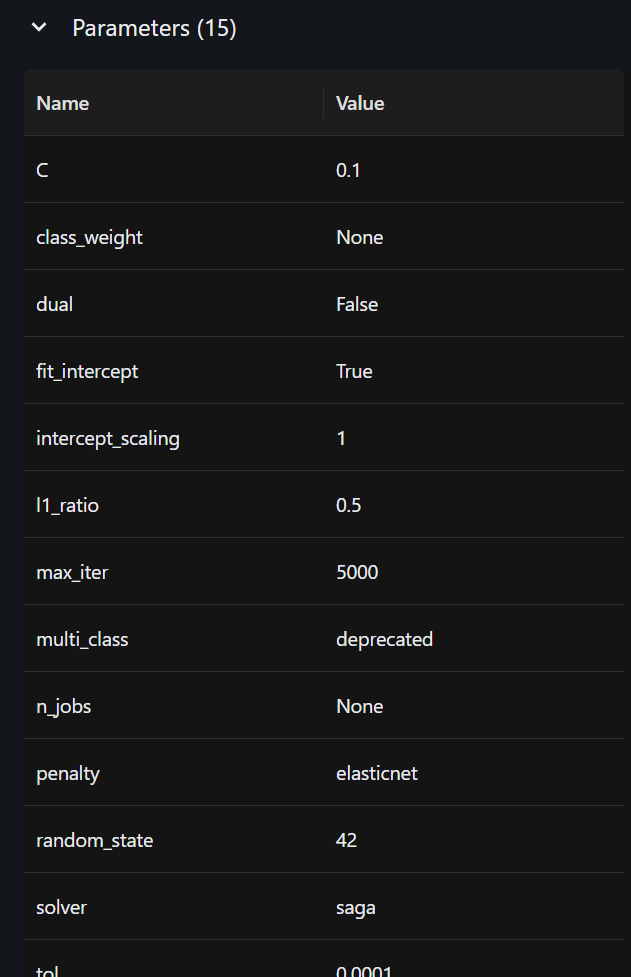 Parameters (15)
Name Value
C 0.1
class_weight None
dual False
fit_intercept True
intercept_scaling 1
l1_ratio 0.5
max_iter 5000
multi_class deprecated
n_jobs None
penalty elasticnet
random_state 42
solver saga
tol 0.0001